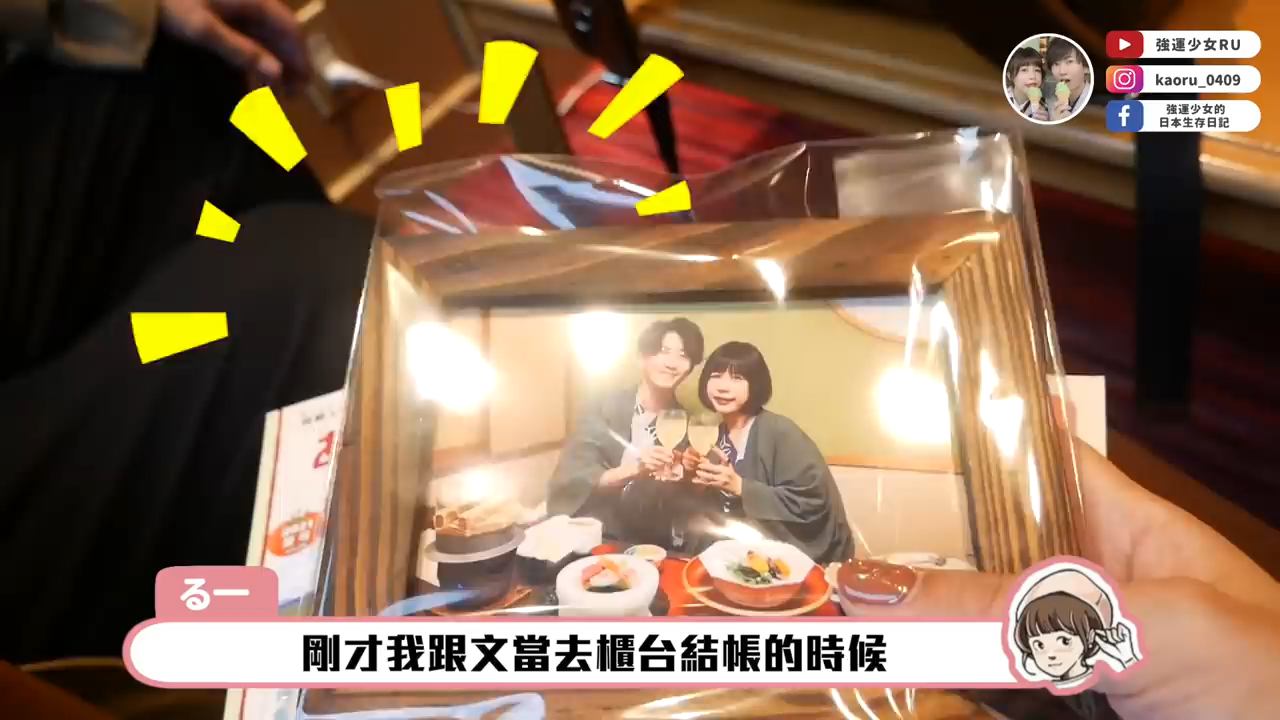 強運少女RU
kaoru_0409
強運少女的
日本生存日記
るー
剛才我跟文當去櫃台結帳的時候